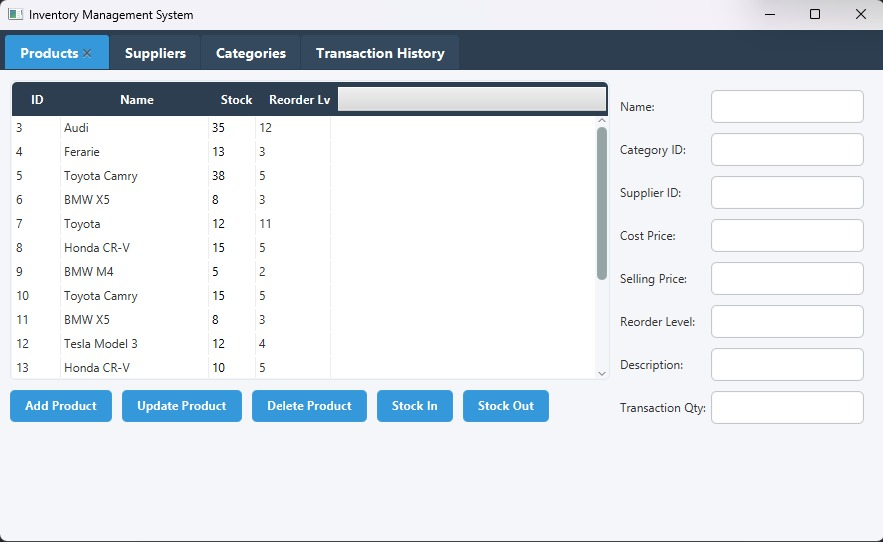 Inventory Management System
Products Suppliers Categories Transaction History
ID Name Stock Reorder Lv
3 Audi 35 12
4 Ferarie 13 3
5 Toyota Camry 38 5
6 BMW X5 8 3
7 Toyota 12 11
8 Honda CR-V 15 5
9 BMW M4 5 2
10 Toyota Camry 15 5
11 BMW X5 8 3
12 Tesla Model 3 12 4
13 Honda CR-V 10 5
Add Product Update Product Delete Product Stock In Stock Out
Name:
Category ID:
Supplier ID:
Cost Price:
Selling Price:
Reorder Level:
Description:
Transaction Qty: